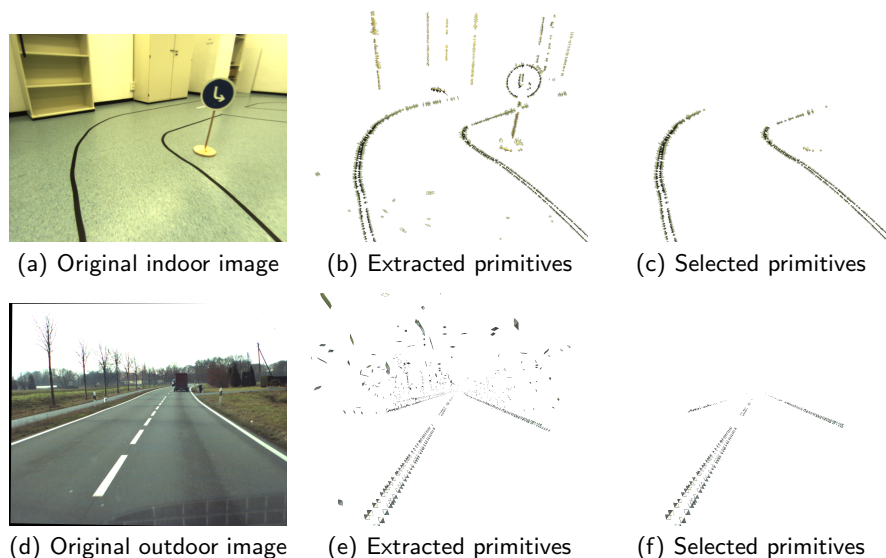 (a) Original indoor image
(b) Extracted primitives
(c) Selected primitives
(d) Original outdoor image
(e) Extracted primitives
(f) Selected primitives